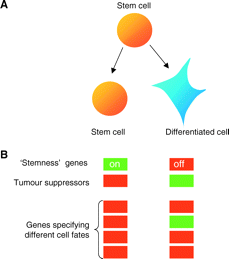 A
Stem cell
Stem cell
Differentiated cell
B
'Stemness' genes
on
off
Tumour suppressors
Genes specifying
different cell fates